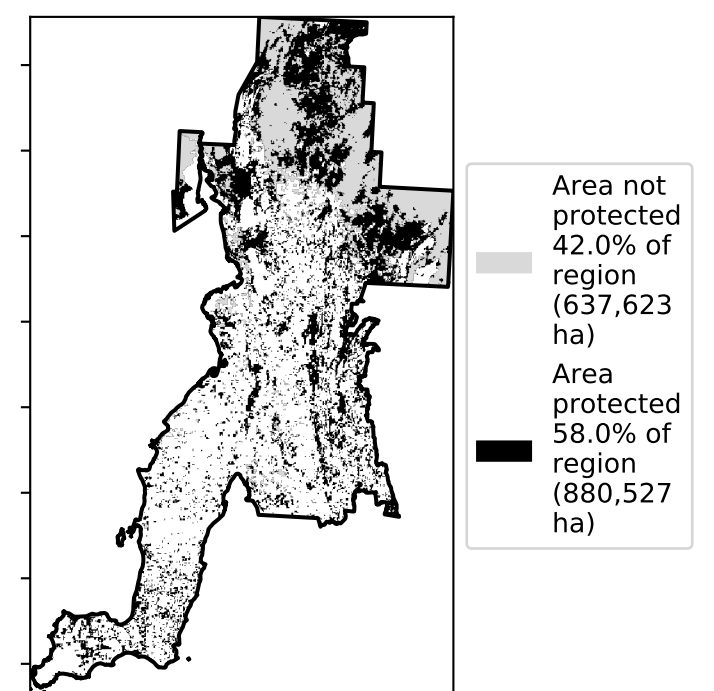 Area not
protected
42.0% of
region
(637,623
ha)
Area
protected
58.0% of
region
(880,527
ha)